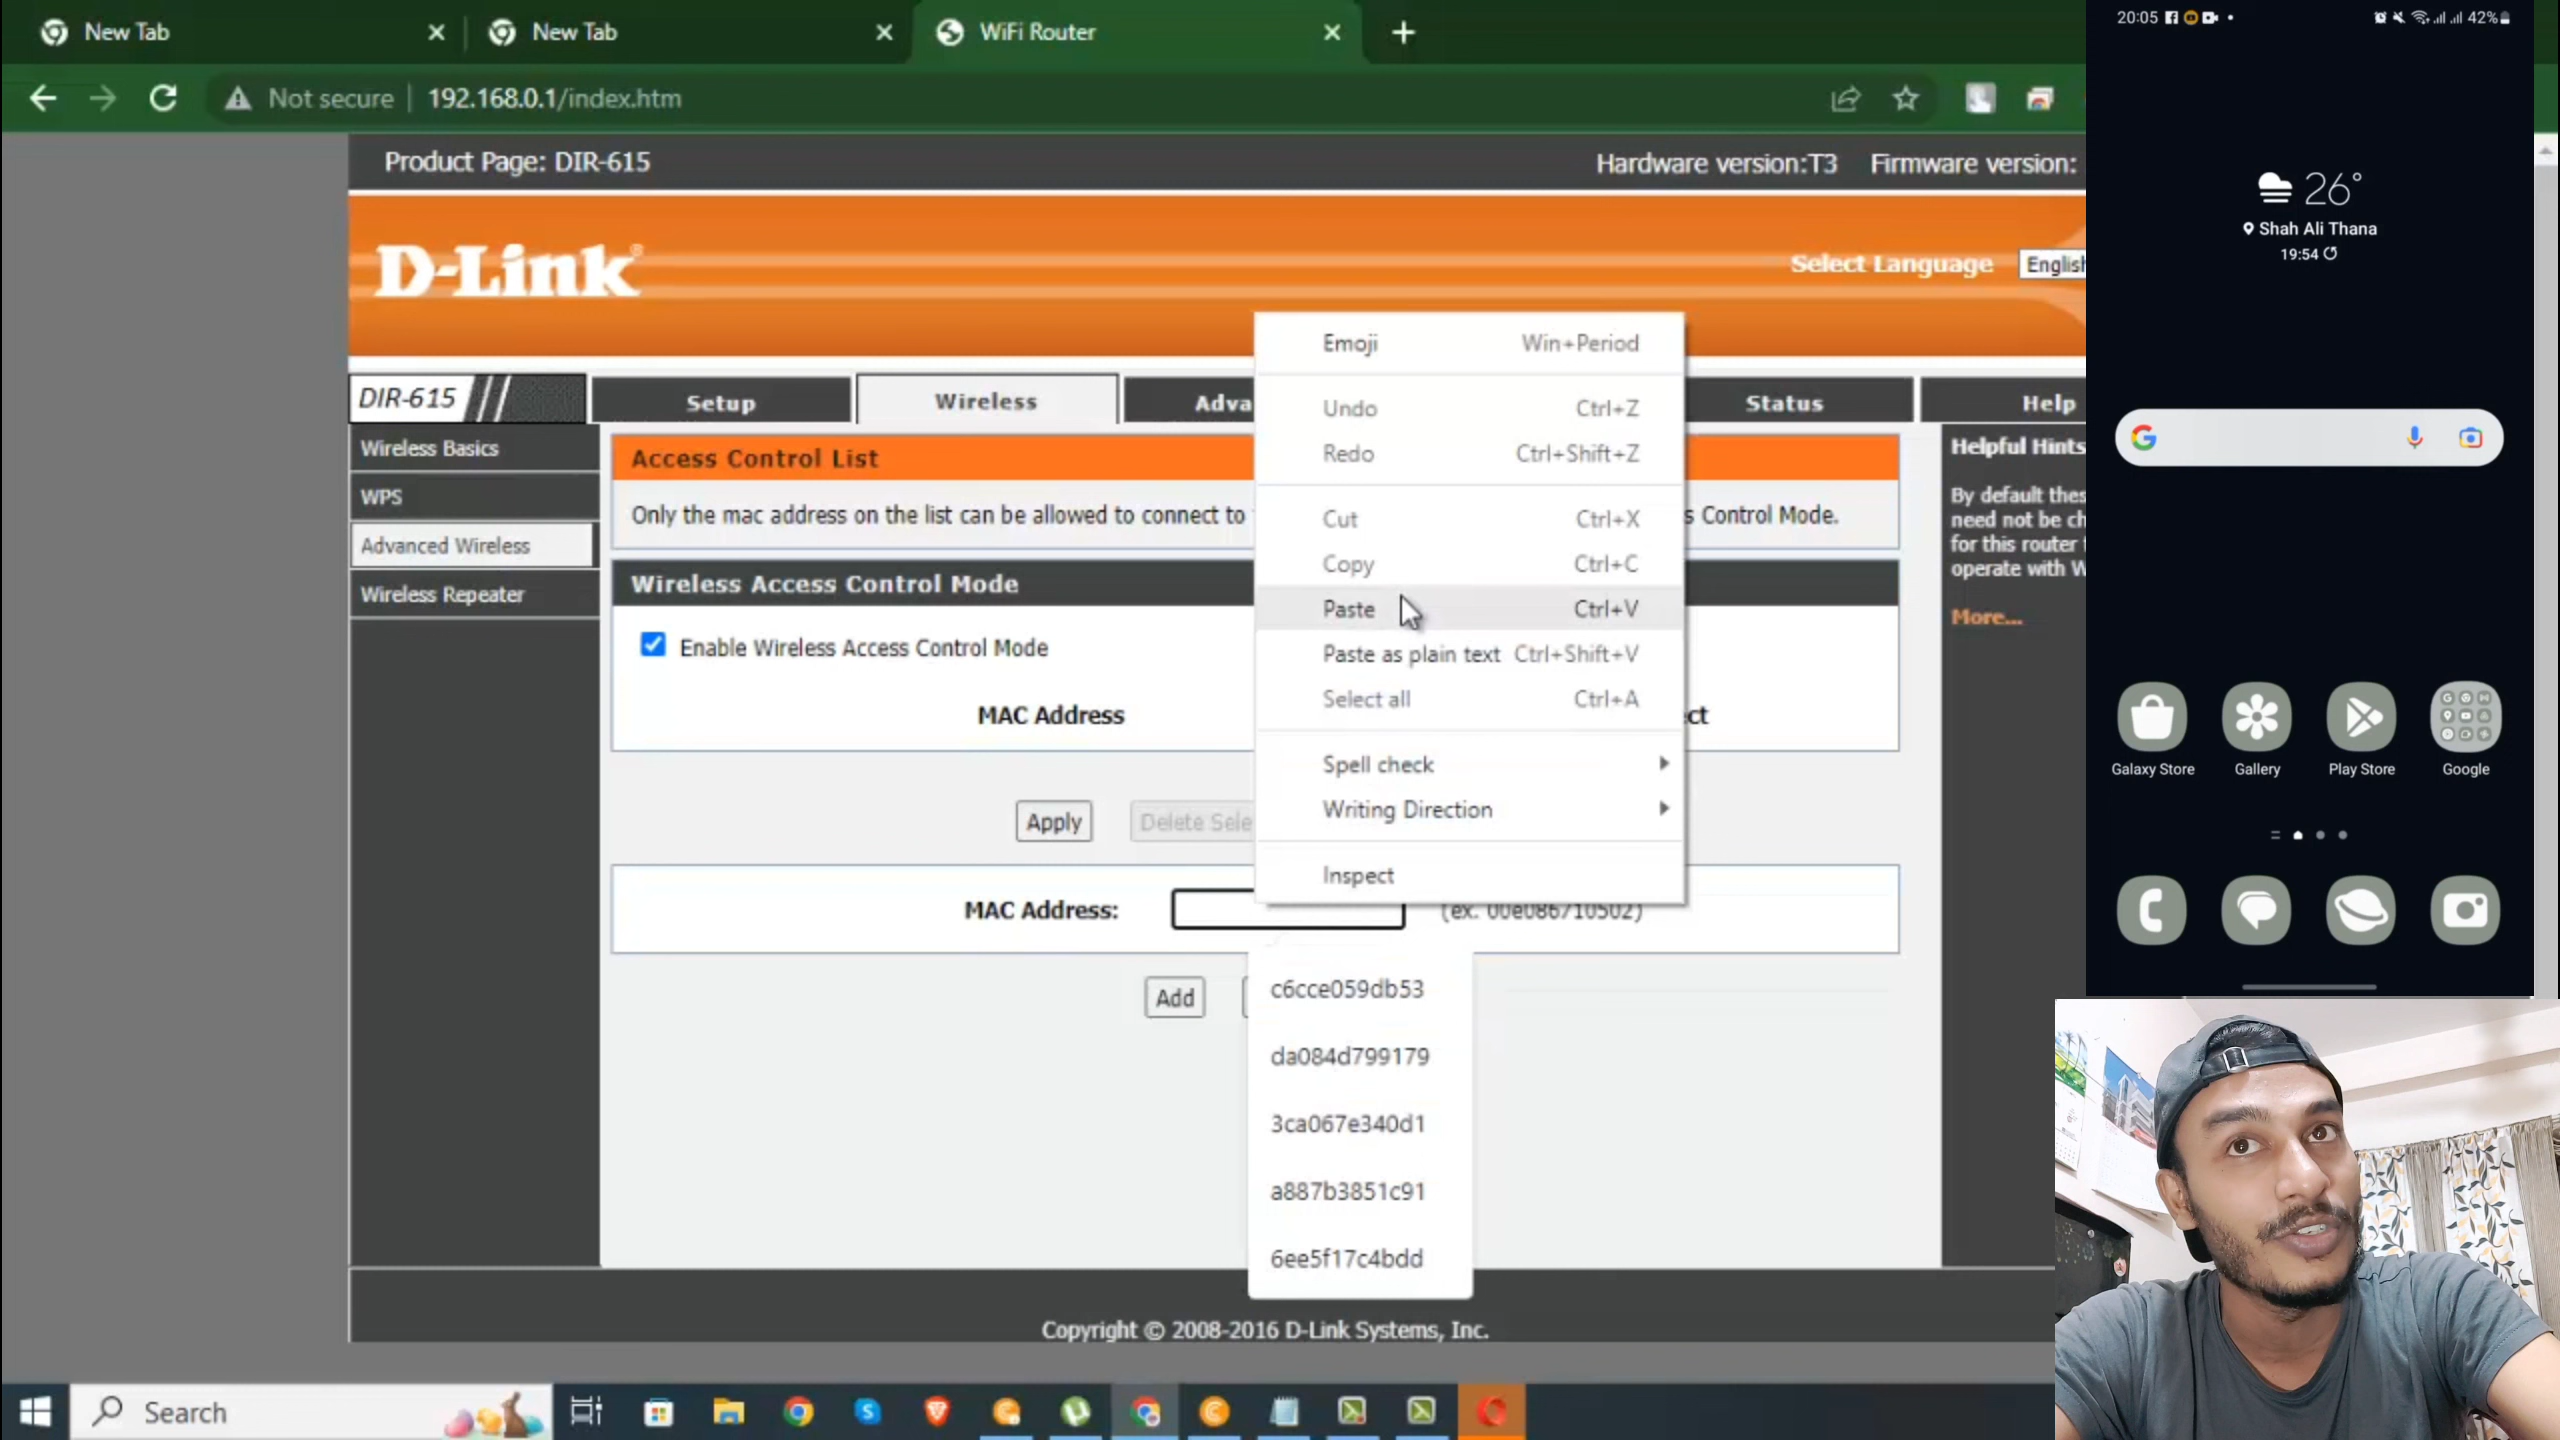 New Tab
New Tab
WiFi Router
Not secure
192.168.0.1/index.htm
Product Page: DIR-615
Hardware version:T3
Firmware version:
D-Link®
Select Language
English
DIR-615
Setup
Wireless
Adva
Status
Help
Wireless Basics
WPS
Advanced Wireless
Wireless Repeater
Access Control List
Only the mac address on the list can be allowed to connect to
s Control Mode.
Wireless Access Control Mode
Enable Wireless Access Control Mode
MAC Address
ct
Apply
Delete Sele
MAC Address:
(ex. 00e086710502)
Add
c6cce059db53
da084d799179
3ca067e340d1
a887b3851c91
6ee5f17c4bdd
Emoji Win+Period
Undo Ctrl+Z
Redo Ctrl+Shift+Z
Cut Ctrl+X
Copy Ctrl+C
Paste Ctrl+V
Paste as plain text Ctrl+Shift+V
Select all Ctrl+A
Spell check
Writing Direction
Inspect
Helpful Hints
By default thes
need not be ch
for this router
operate with W
More...
Copyright © 2008-2016 D-Link Systems, Inc.
Search
20:05
42%
26°
Shah Ali Thana
19:54
Galaxy Store
Gallery
Play Store
Google